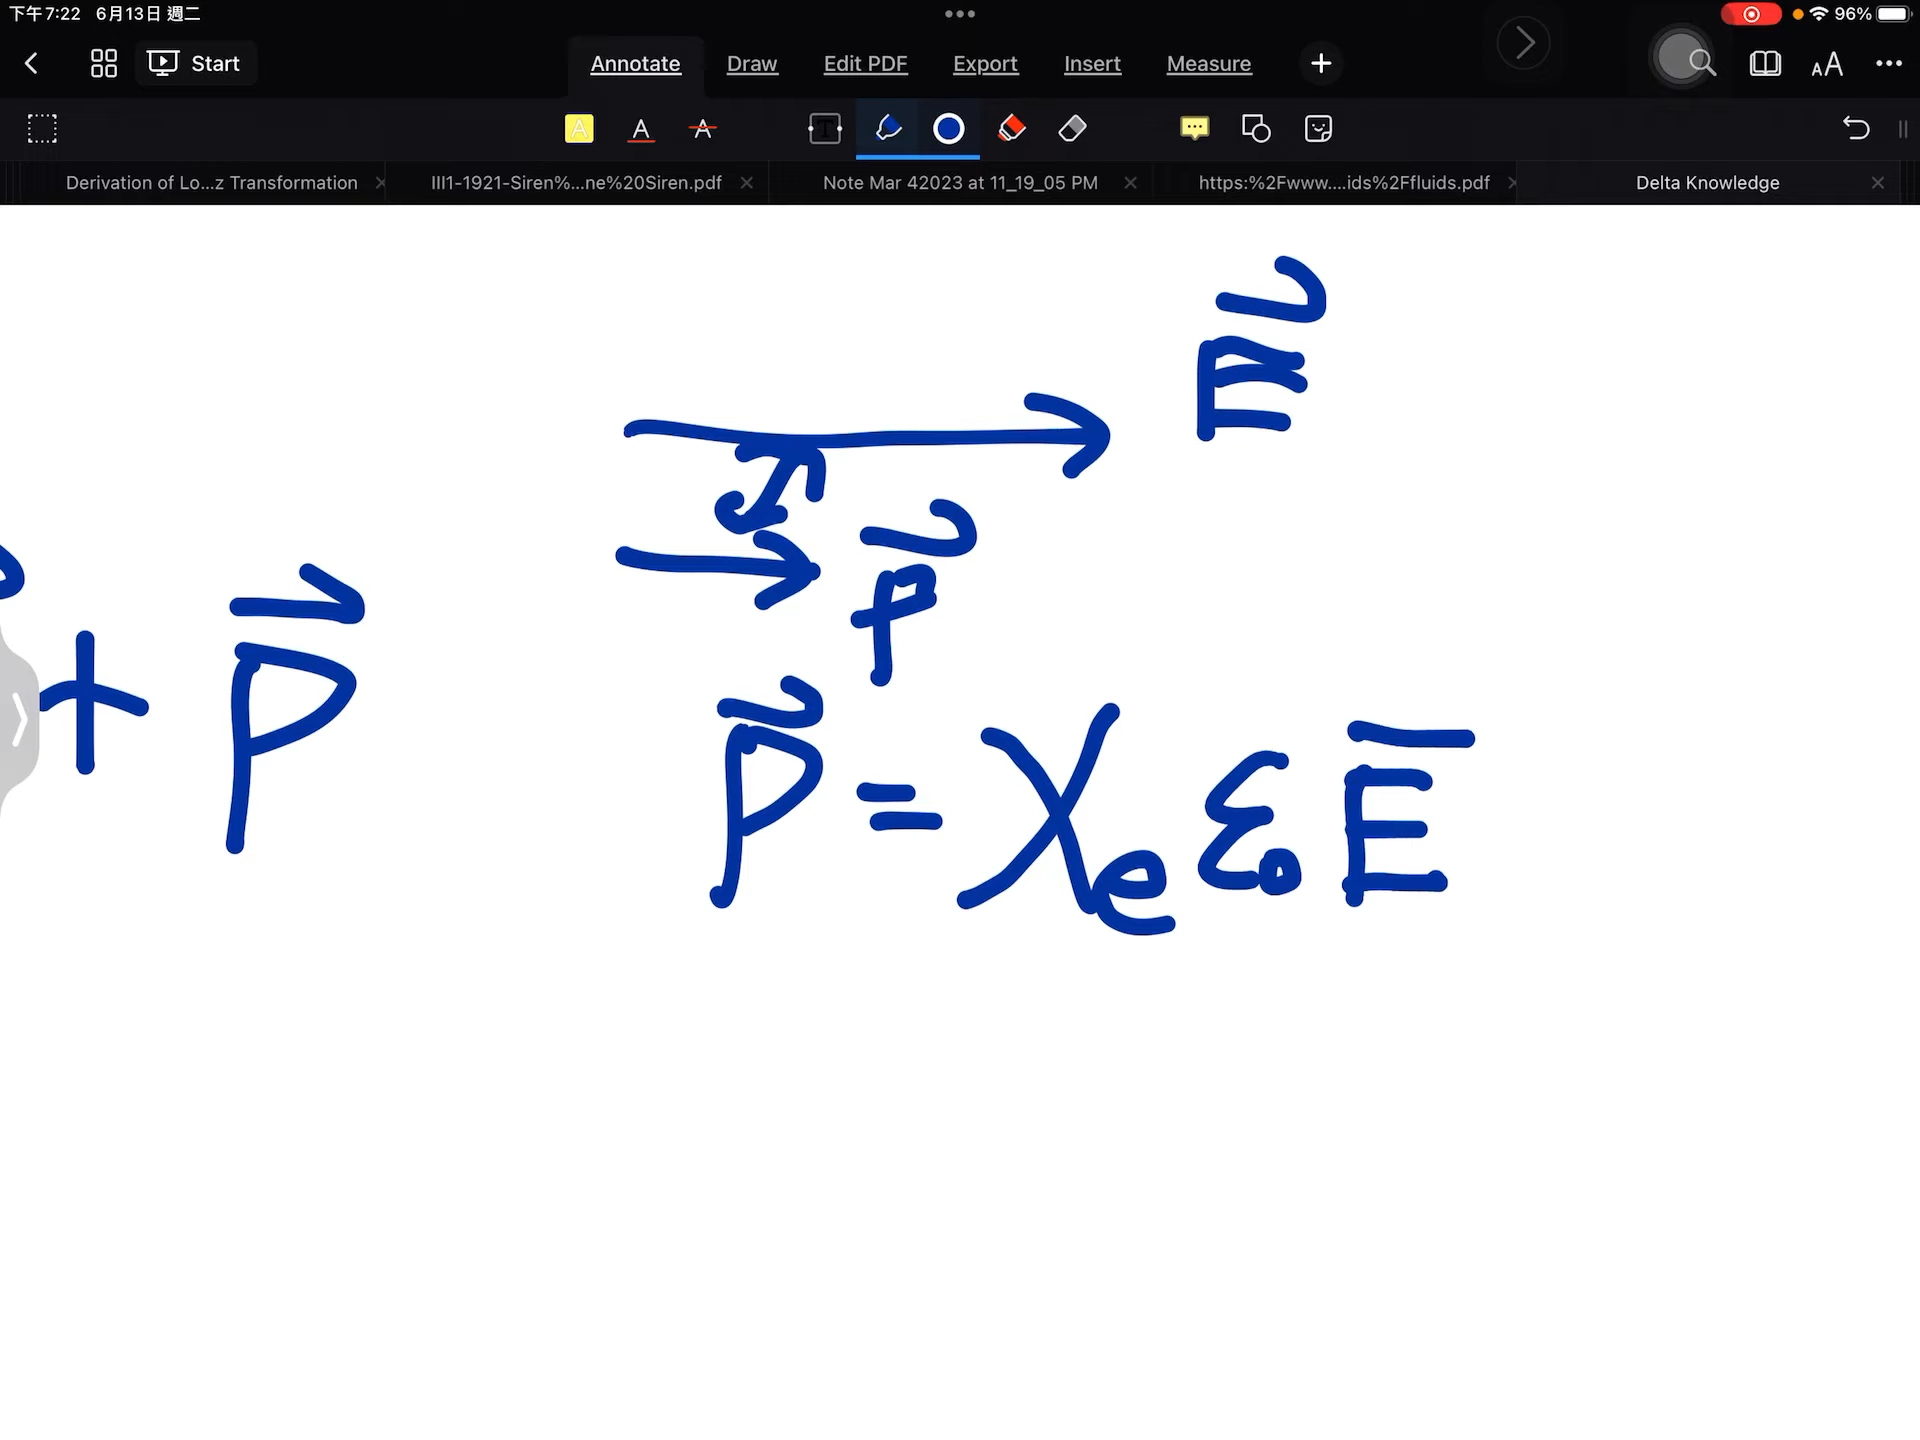 下午7:22 6月13日 週二 96%
Start Annotate Draw Edit PDF Export Insert Measure AA
A A A T
Derivation of Lo...z Transformation III1-1921-Siren%...ne%20Siren.pdf Note Mar 42023 at 11_19_05 PM https:%2Fwww....ids%2Ffluids.pdf Delta Knowledge
E
p
+ P
P = χe ε0 E